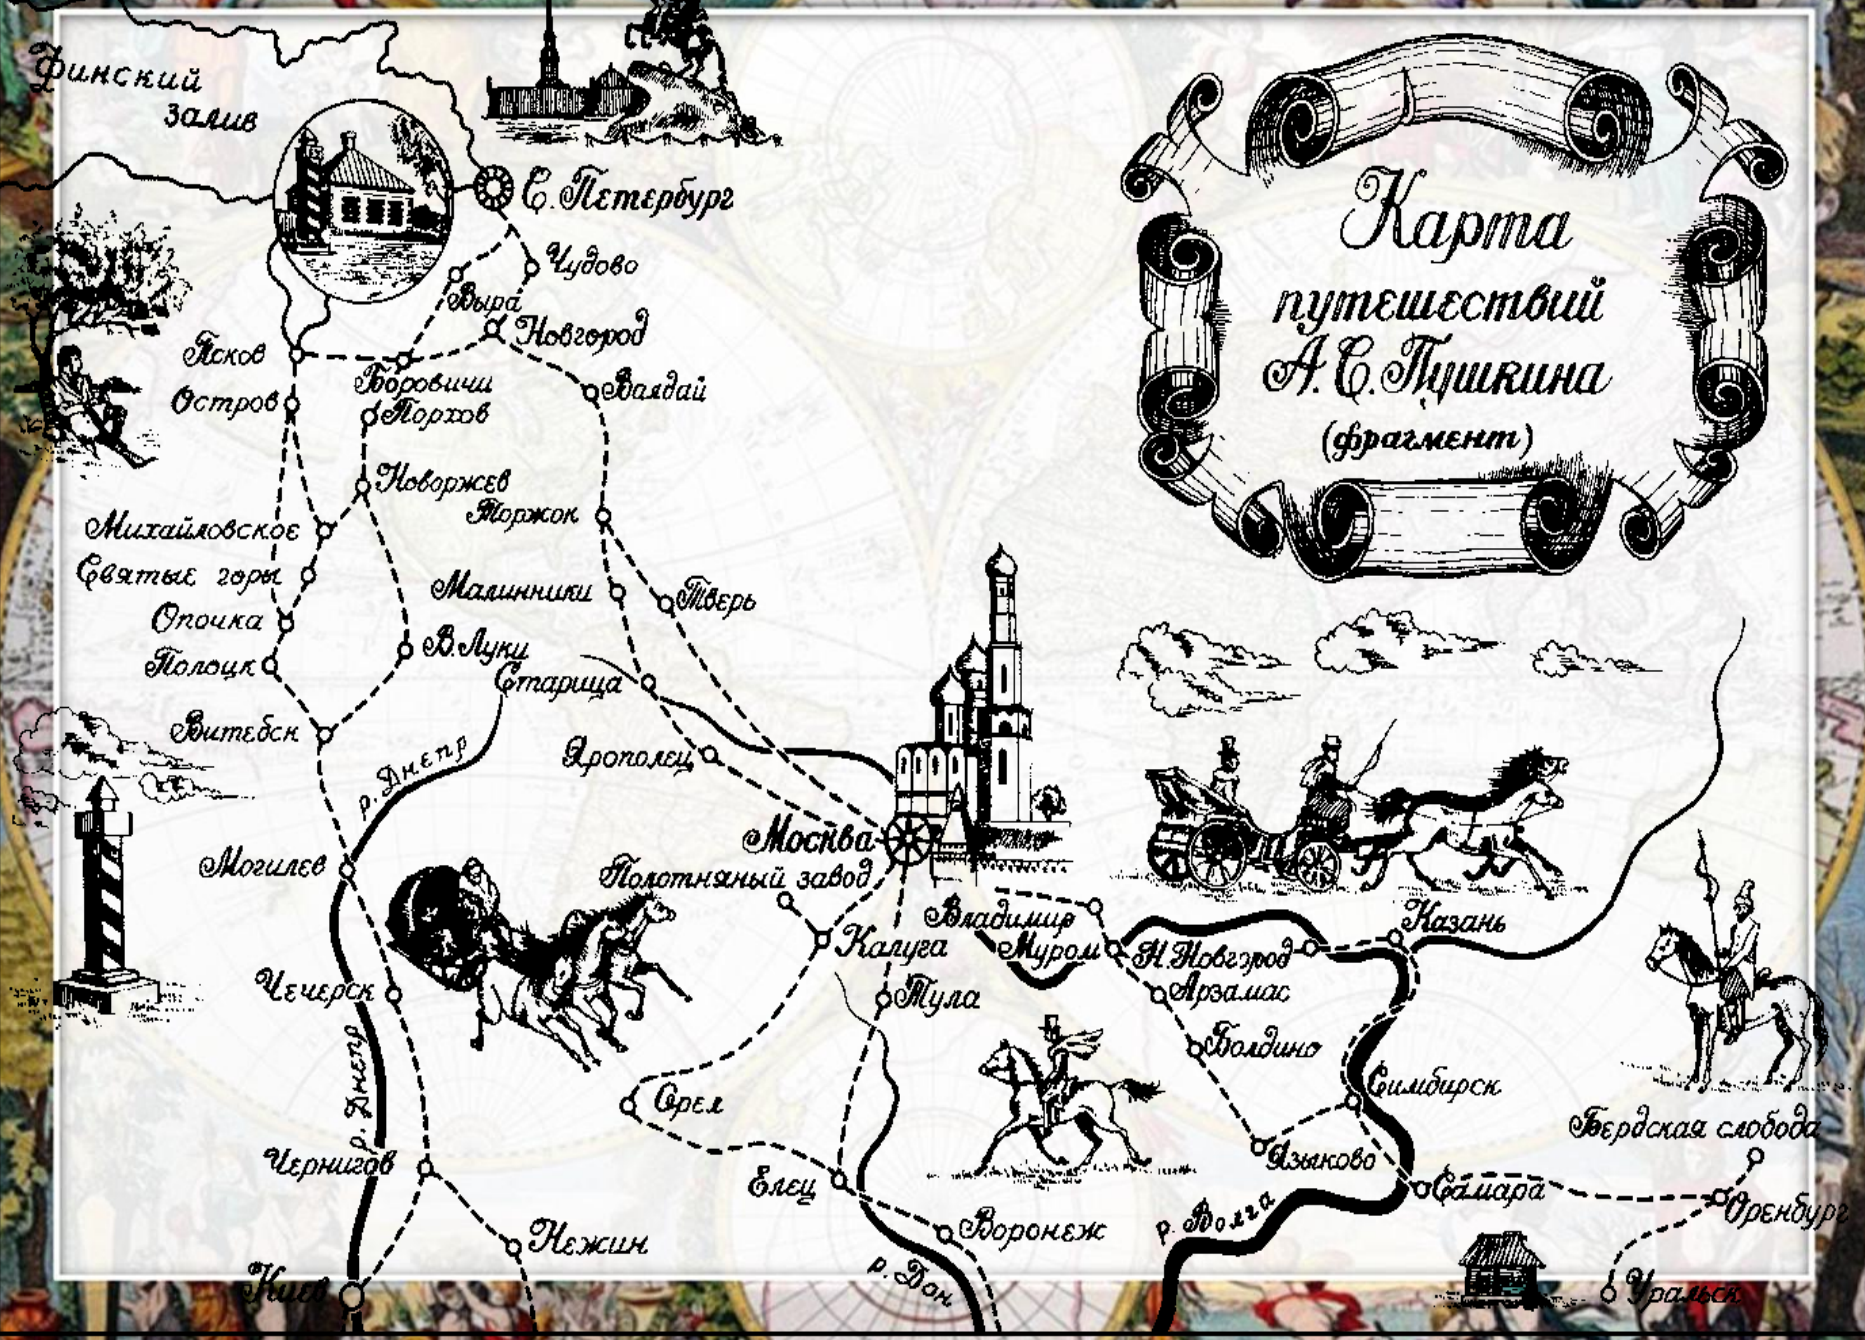 Финский
залив
С. Петербург
Карта
путешествий
А. С. Пушкина
(фрагмент)
Чудово
Выра
Новгород
Псков
Боровичи
Остров
Порхов
Валдай
Новоржев
Торжок
Михайловское
Святые горы
Малинники
Тверь
Опочка
В. Луки
Полоцк
Старица
Витебск
р. Днепр
Ярополец
Москва
Могилев
Полотняный завод
Владимир
Казань
Калуга
Муром
Н. Новгород
Чечерск
Тула
Арзамас
Болдино
р. Днепр
Орел
Симбирск
Бердская слобода
Чернигов
Языково
Елец
Самара
Оренбург
р. Волга
Нежин
Воронеж
Киев
р. Дон
Уральск